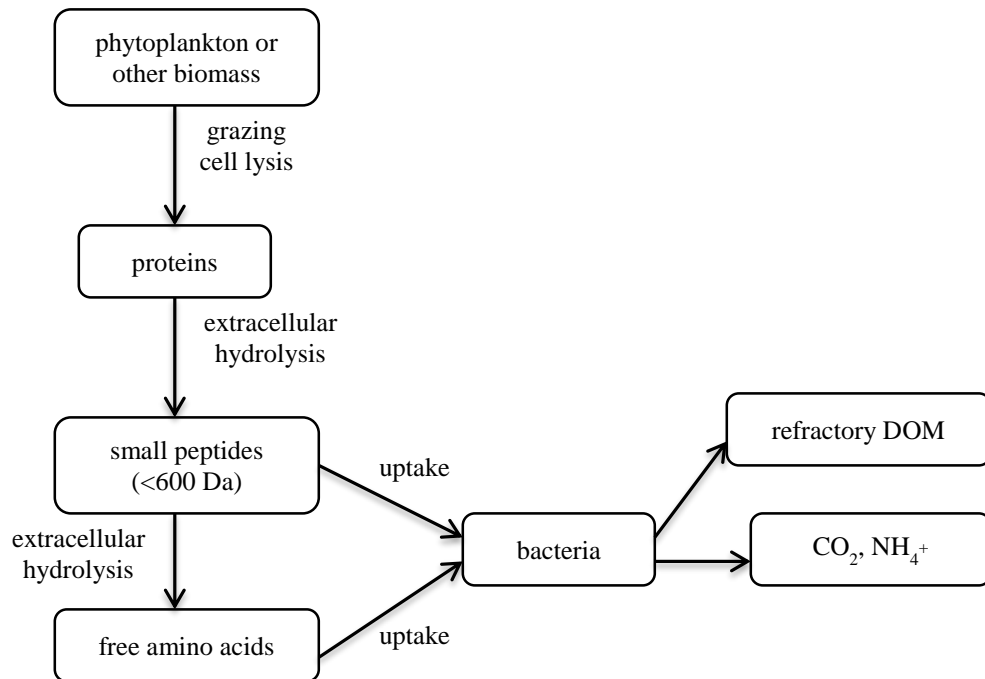 phytoplankton or
other biomass
grazing
cell lysis
proteins
extracellular
hydrolysis
small peptides
(<600 Da)
uptake
refractory DOM
bacteria
CO₂, NH₄⁺
extracellular
hydrolysis
free amino acids
uptake